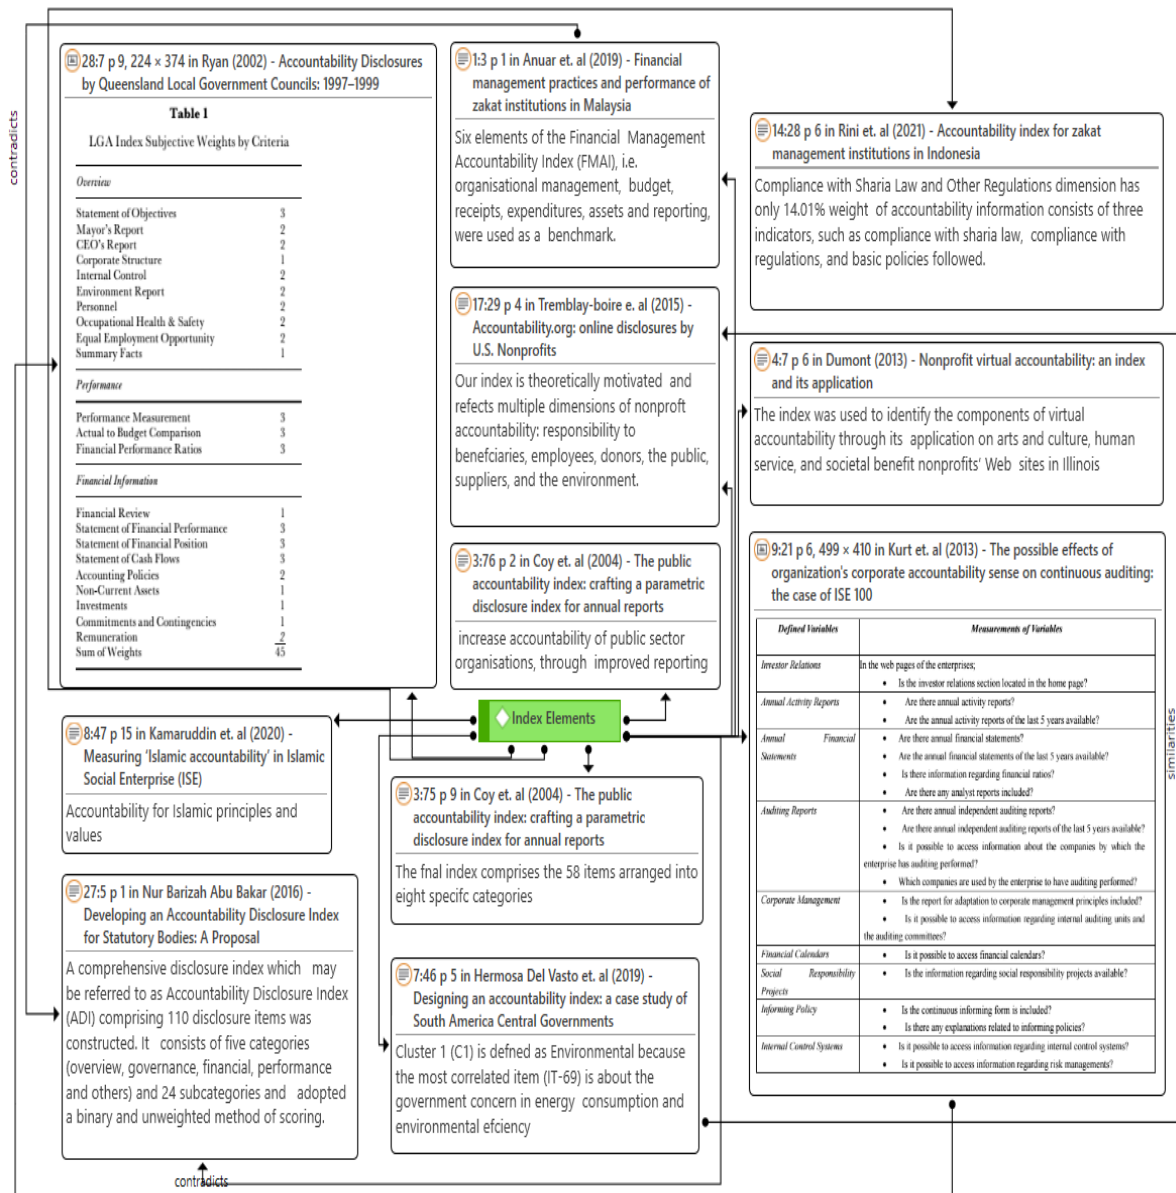 contradicts
28:7 p 9, 224 × 374 in Ryan (2002) - Accountability Disclosures
by Queensland Local Government Councils: 1997–1999
Table 1
LGA Index Subjective Weights by Criteria
Overview
Statement of Objectives 3
Mayor's Report 2
CEO's Report 2
Corporate Structure 1
Internal Control 2
Environment Report 2
Personnel 2
Occupational Health & Safety 2
Equal Employment Opportunity 2
Summary Facts 1
Performance
Performance Measurement 3
Actual to Budget Comparison 3
Financial Performance Ratios 3
Financial Information
Financial Review 1
Statement of Financial Performance 3
Statement of Financial Position 3
Statement of Cash Flows 3
Accounting Policies 2
Non-Current Assets 1
Investments 1
Commitments and Contingencies 1
Remuneration 2
Sum of Weights 45
1:3 p 1 in Anuar et. al (2019) - Financial
management practices and performance of
zakat institutions in Malaysia
Six elements of the Financial Management
Accountability Index (FMAI), i.e.
organisational management, budget,
receipts, expenditures, assets and reporting,
were used as a benchmark.
14:28 p 6 in Rini et. al (2021) - Accountability index for zakat
management institutions in Indonesia
Compliance with Sharia Law and Other Regulations dimension has
only 14.01% weight of accountability information consists of three
indicators, such as compliance with sharia law, compliance with
regulations, and basic policies followed.
17:29 p 4 in Tremblay-boire e. al (2015) -
Accountability.org: online disclosures by
U.S. Nonprofits
Our index is theoretically motivated and
refects multiple dimensions of nonproft
accountability: responsibility to
benefciaries, employees, donors, the public,
suppliers, and the environment.
4:7 p 6 in Dumont (2013) - Nonprofit virtual accountability: an index
and its application
The index was used to identify the components of virtual
accountability through its application on arts and culture, human
service, and societal benefit nonprofits' Web sites in Illinois
3:76 p 2 in Coy et. al (2004) - The public
accountability index: crafting a parametric
disclosure index for annual reports
increase accountability of public sector
organisations, through improved reporting
9:21 p 6, 499 × 410 in Kurt et. al (2013) - The possible effects of
organization's corporate accountability sense on continuous auditing:
the case of ISE 100
Defined Variables Measurements of Variables
Investor Relations In the web pages of the enterprises;
• Is the investor relations section located in the home page?
Annual Activity Reports • Are there annual activity reports?
• Are the annual activity reports of the last 5 years available?
Annual Financial • Are there annual financial statements?
Statements • Are the annual financial statements of the last 5 years available?
• Is there information regarding financial ratios?
• Are there any analyst reports included?
Auditing Reports • Are there annual independent auditing reports?
• Are there annual independent auditing reports of the last 5 years available?
• Is it possible to access information about the companies by which the
enterprise has auditing performed?
• Which companies are used by the enterprise to have auditing performed?
Corporate Management • Is the report for adaptation to corporate management principles included?
• Is it possible to access information regarding internal auditing units and
the auditing committees?
Financial Calendars • Is it possible to access financial calendars?
Social Responsibility • Is the information regarding social responsibility projects available?
Projects
Informing Policy • Is the continuous informing form is included?
• Is there any explanations related to informing policies?
Internal Control Systems • Is it possible to access information regarding internal control systems?
• Is it possible to access information regarding risk managements?
similarities
Index Elements
8:47 p 15 in Kamaruddin et. al (2020) -
Measuring 'Islamic accountability' in Islamic
Social Enterprise (ISE)
Accountability for Islamic principles and
values
3:75 p 9 in Coy et. al (2004) - The public
accountability index: crafting a parametric
disclosure index for annual reports
The fnal index comprises the 58 items arranged into
eight specifc categories
27:5 p 1 in Nur Barizah Abu Bakar (2016) -
Developing an Accountability Disclosure Index
for Statutory Bodies: A Proposal
A comprehensive disclosure index which may
be referred to as Accountability Disclosure Index
(ADI) comprising 110 disclosure items was
constructed. It consists of five categories
(overview, governance, financial, performance
and others) and 24 subcategories and adopted
a binary and unweighted method of scoring.
7:46 p 5 in Hermosa Del Vasto et. al (2019) -
Designing an accountability index: a case study of
South America Central Governments
Cluster 1 (C1) is defned as Environmental because
the most correlated item (IT-69) is about the
government concern in energy consumption and
environmental efciency
contradicts